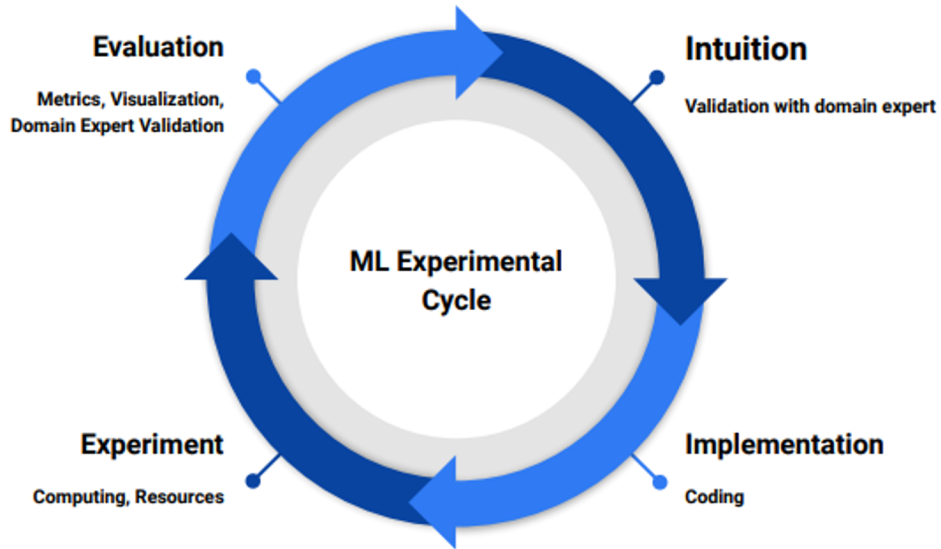 Evaluation
Metrics, Visualization,
Domain Expert Validation
Intuition
Validation with domain expert
ML Experimental
Cycle
Experiment
Computing, Resources
Implementation
Coding